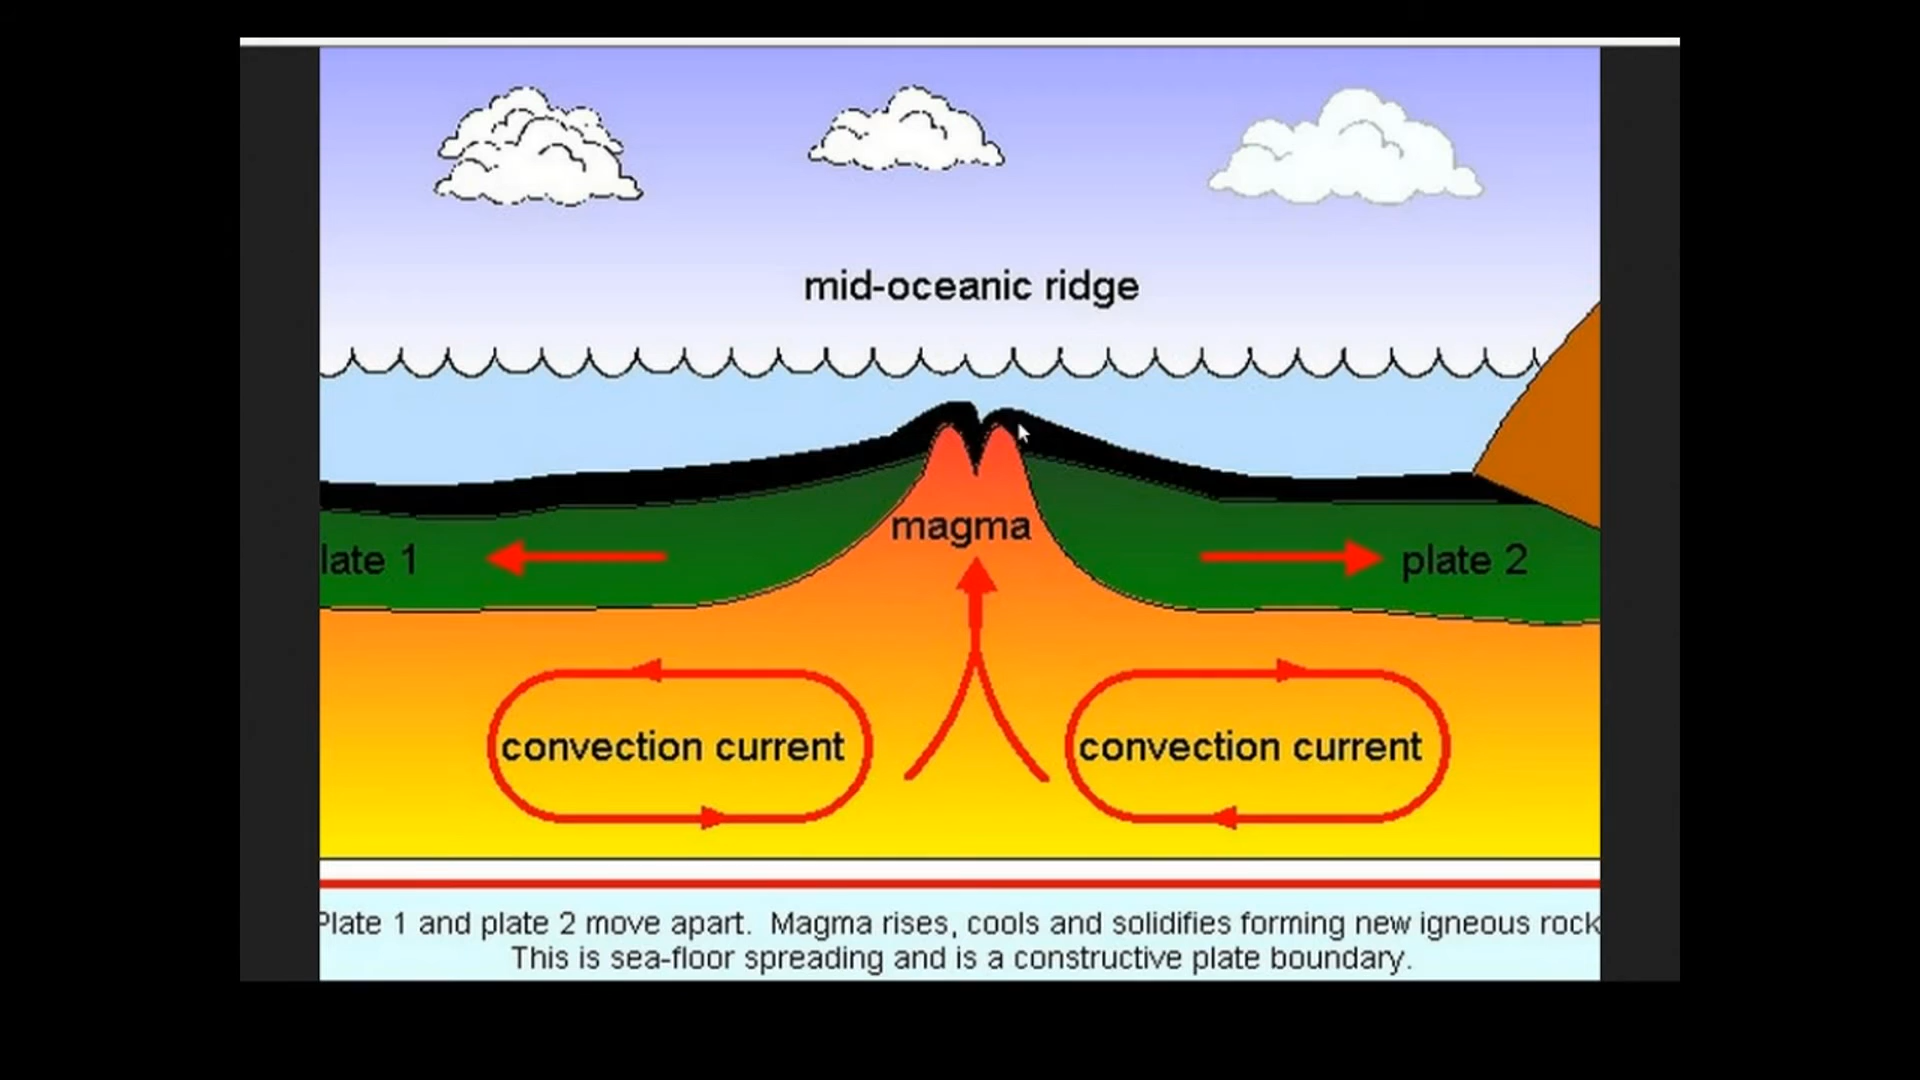 mid-oceanic ridge
magma
late 1
plate 2
convection current
convection current
Plate 1 and plate 2 move apart. Magma rises, cools and solidifies forming new igneous rock
This is sea-floor spreading and is a constructive plate boundary.